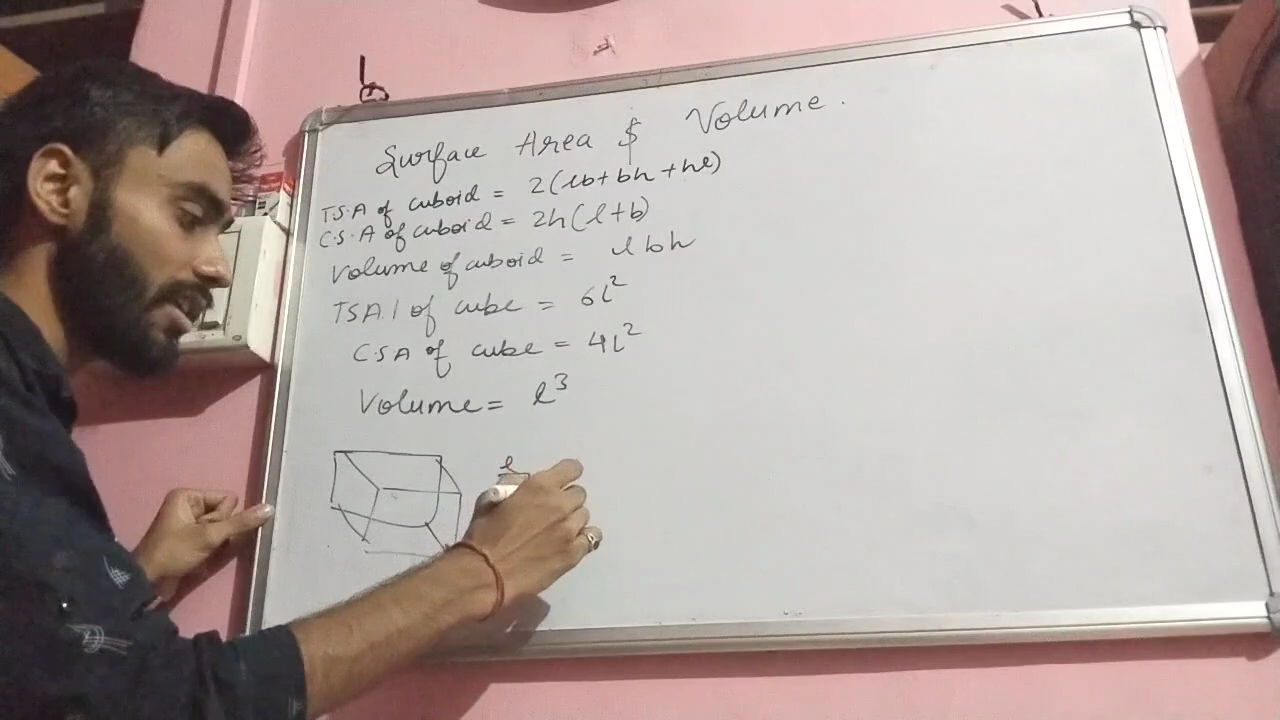 Surface Area $ Volume.
T.S.A of cuboid = 2(lb+bh+hl)
C.S.A of cuboid = 2h(l+b)
Volume of cuboid = lbh
TSA of cube = 6l²
C.S.A of cube = 4l²
Volume = l³
l